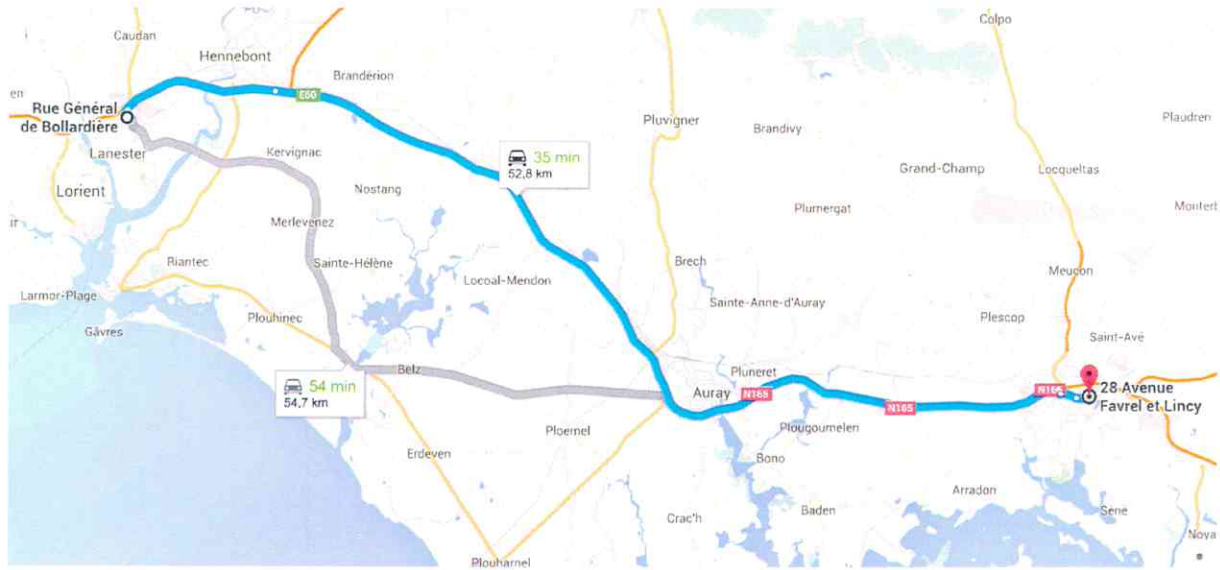 Colpo
Caudan
Hennebont
Brandérion
en
E60
Rue Général
de Bollardière
Pluvigner
Brandivy
Plaudren
Lanester
Kervignac
35 min
52,8 km
Grand-Champ
Locqueltas
Lorient
Nostang
Plumergat
Montert
ir
Merlevenez
Riantec
Sainte-Hélène
Brech
Meucon
Locoal-Mendon
Larmor-Plage
Sainte-Anne-d'Auray
Plouhinec
Plescop
Gâvres
Saint-Avé
Belz
Pluneret
54 min
54,7 km
Auray
N165
N165
N166
28 Avenue
Favrel et Lincy
Ploemel
Plougoumelen
Erdeven
Bono
Arradon
Crac'h
Baden
Séné
Noya
Plouharnel